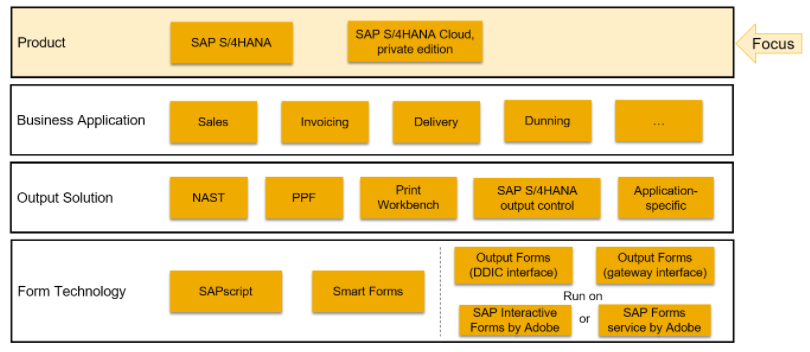 Product
SAP S/4HANA
SAP S/4HANA Cloud,
private edition
Focus
Business Application
Sales
Invoicing
Delivery
Dunning
...
Output Solution
NAST
PPF
Print
Workbench
SAP S/4HANA
output control
Application-
specific
Form Technology
SAPscript
Smart Forms
Output Forms
(DDIC interface)
Output Forms
(gateway interface)
Run on
SAP Interactive
Forms by Adobe
or
SAP Forms
service by Adobe